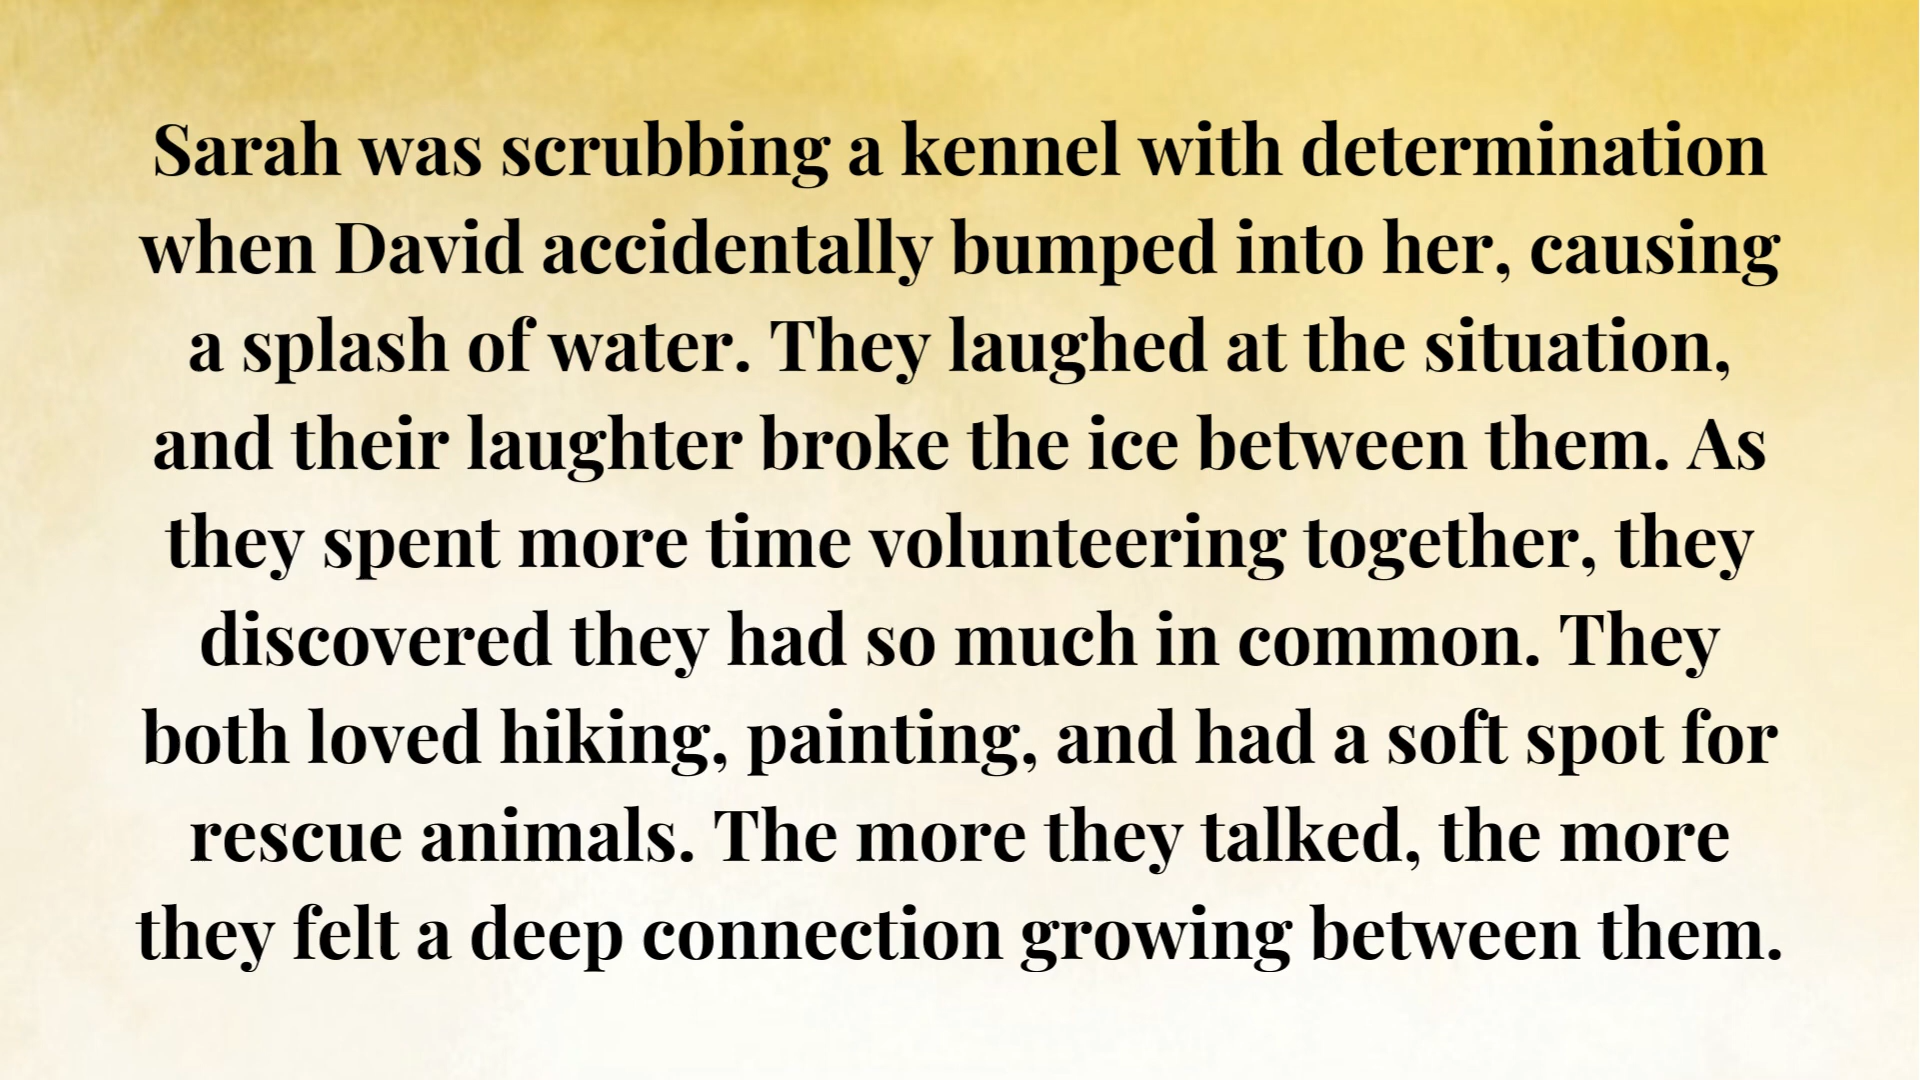 Sarah was scrubbing a kennel with determination
when David accidentally bumped into her, causing
a splash of water. They laughed at the situation,
and their laughter broke the ice between them. As
they spent more time volunteering together, they
discovered they had so much in common. They
both loved hiking, painting, and had a soft spot for
rescue animals. The more they talked, the more
they felt a deep connection growing between them.